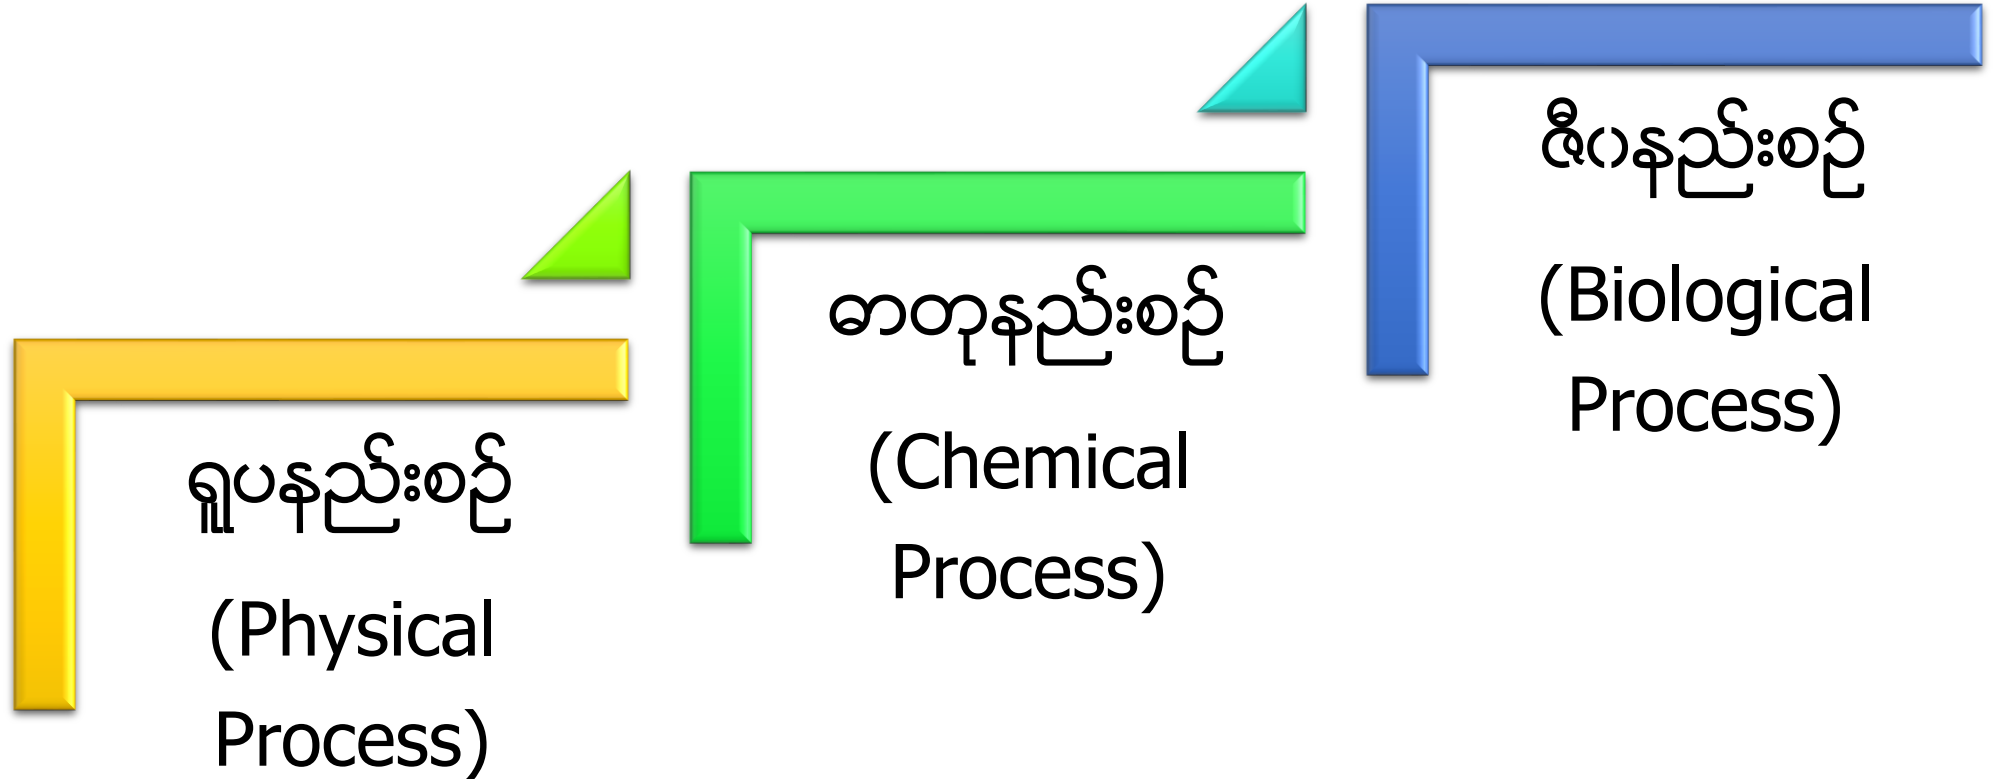 ရူပနည်းစဉ်
(Physical
Process)
ဓာတုနည်းစဉ်
(Chemical
Process)
ဇီဝနည်းစဉ်
(Biological
Process)